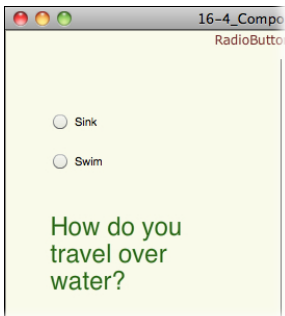 16-4_Compo
RadioButto
Sink
Swim
How do you
travel over
water?